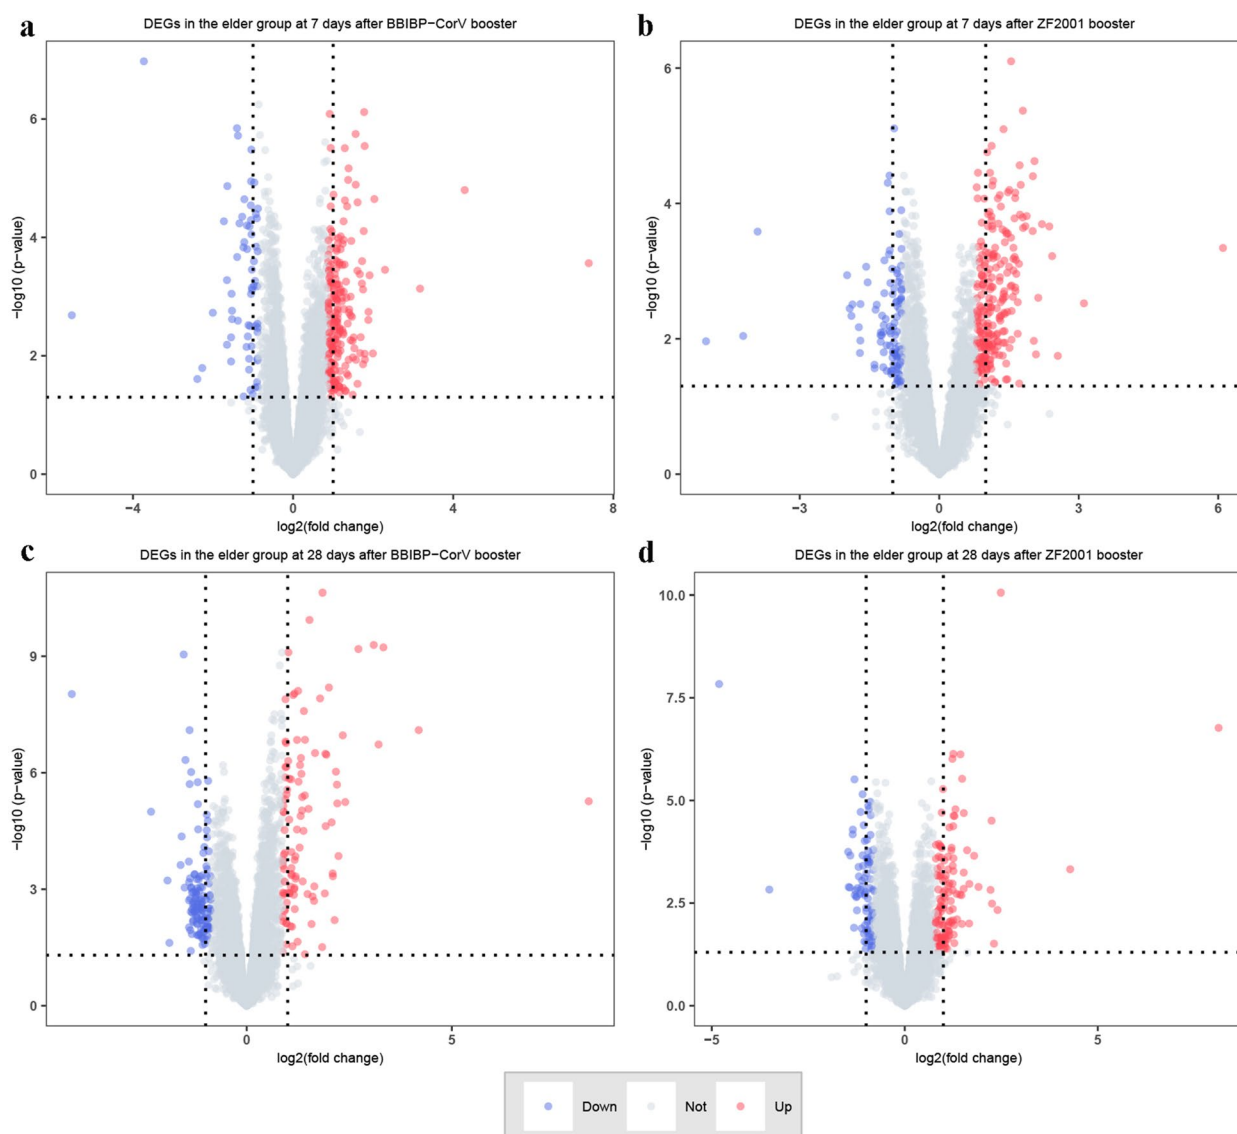 a
DEGs in the elder group at 7 days after BBIBP−CorV booster
−log10 (p−value)
6
4
2
0
−4
0
4
8
log2(fold change)
b
DEGs in the elder group at 7 days after ZF2001 booster
−log10 (p−value)
6
4
2
0
−3
0
3
6
log2(fold change)
c
DEGs in the elder group at 28 days after BBIBP−CorV booster
−log10 (p−value)
9
6
3
0
0
5
log2(fold change)
d
DEGs in the elder group at 28 days after ZF2001 booster
−log10 (p−value)
10.0
7.5
5.0
2.5
0.0
−5
0
5
log2(fold change)
Down Not Up